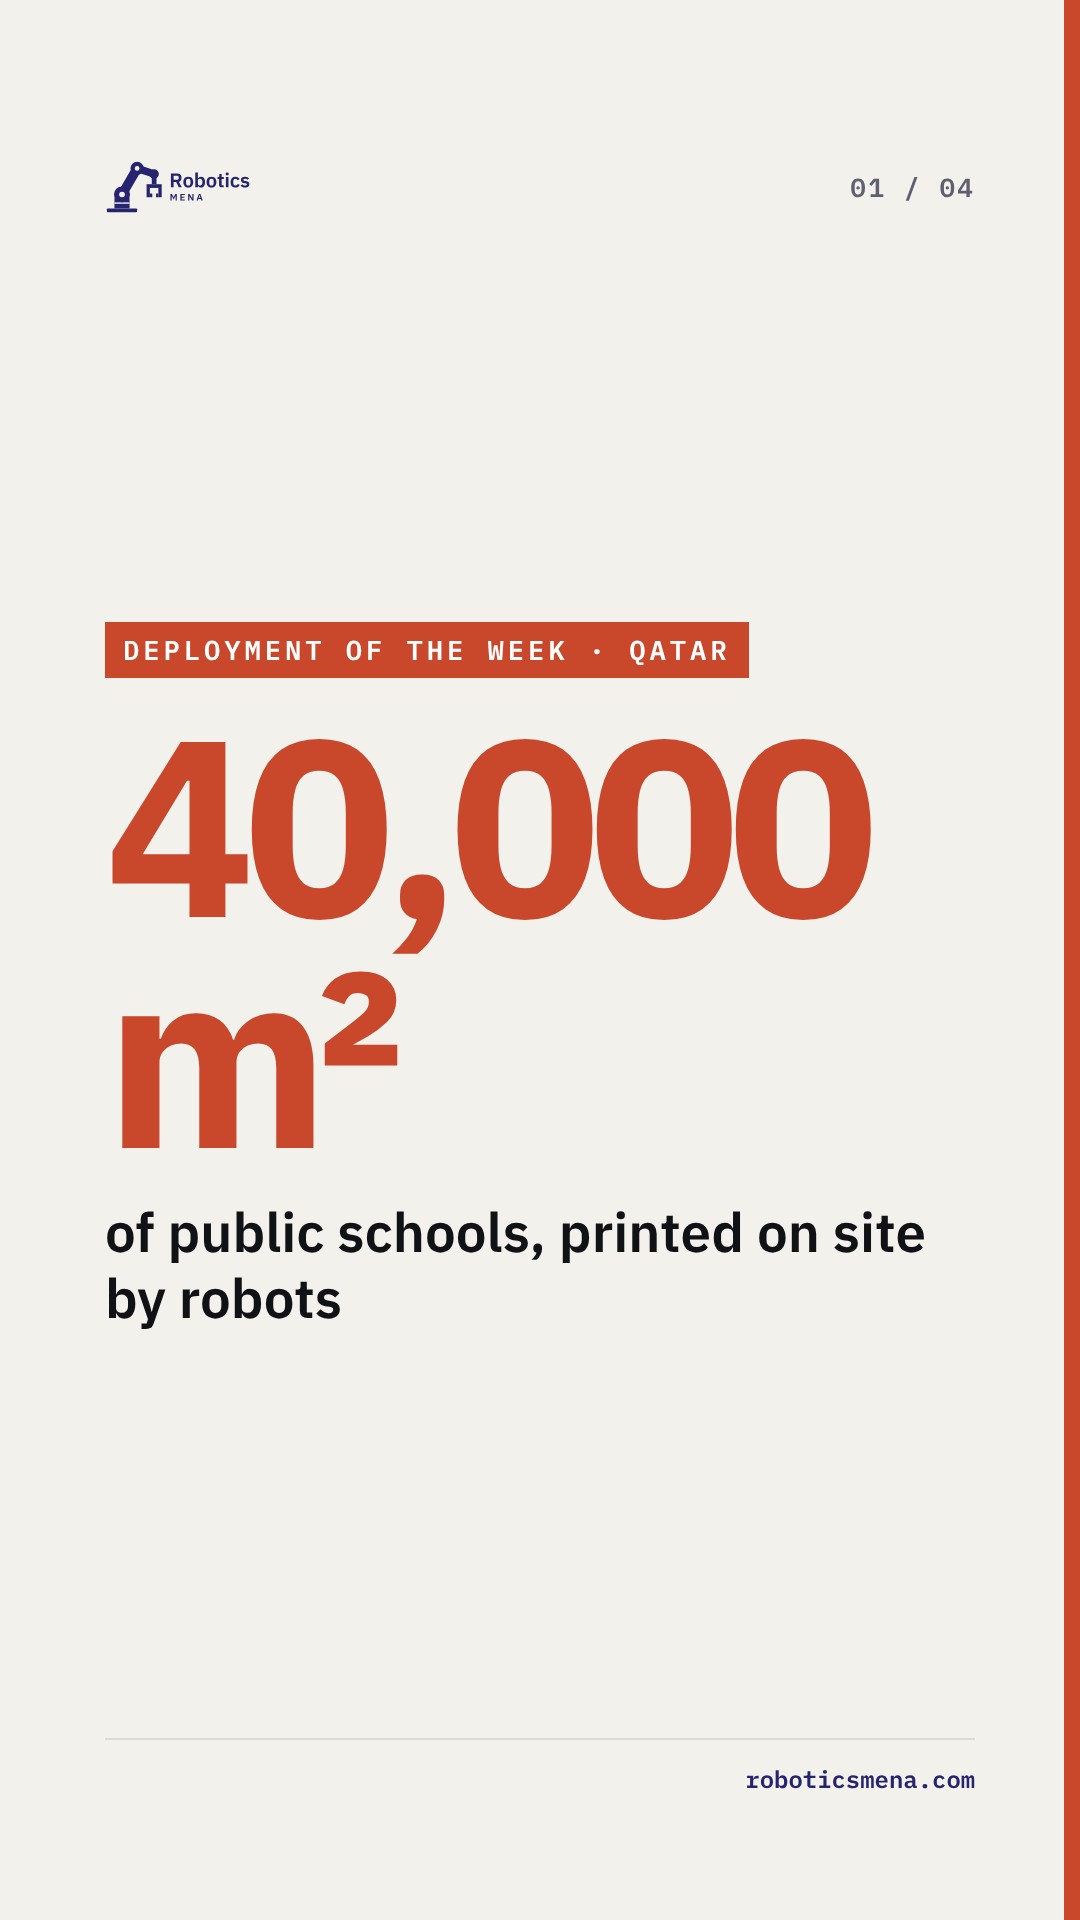 Robotics
MENA
01 / 04
DEPLOYMENT OF THE WEEK · QATAR
40,000
m²
of public schools, printed on site
by robots
roboticsmena.com